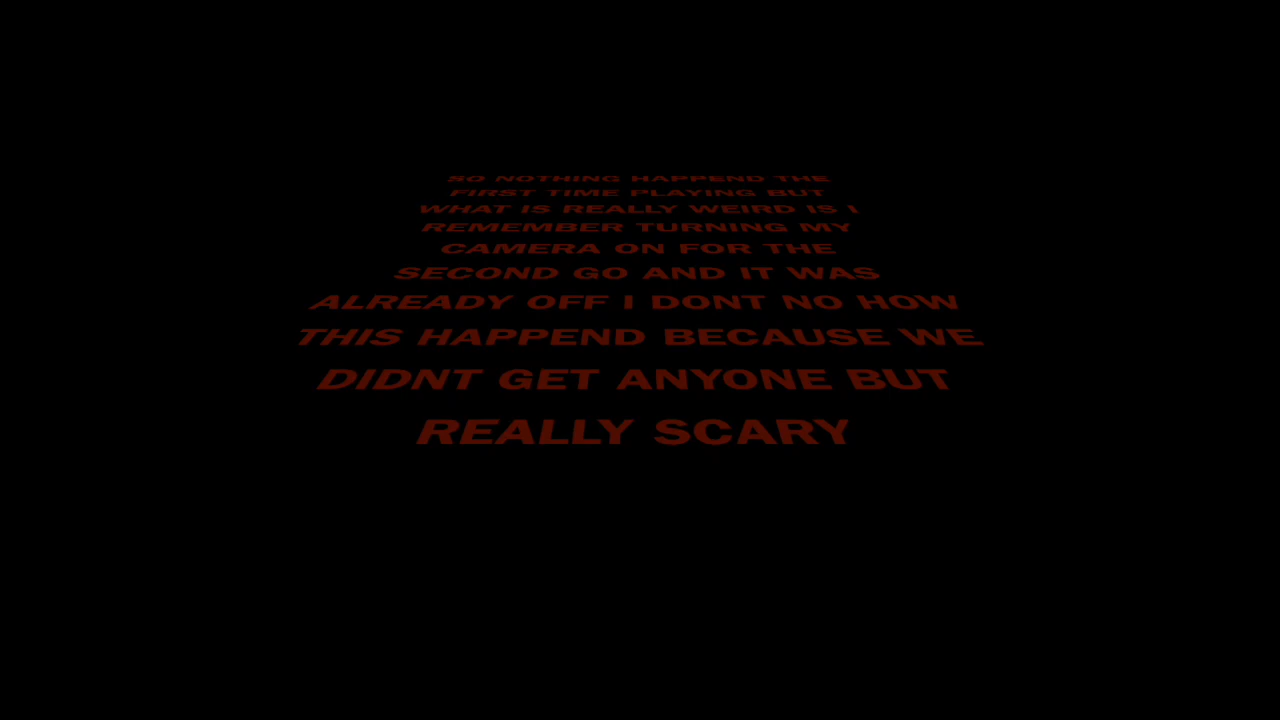 SO NOTHING HAPPEND THE
FIRST TIME PLAYING BUT
WHAT IS REALLY WEIRD IS I
REMEMBER TURNING MY
CAMERA ON FOR THE
SECOND GO AND IT WAS
ALREADY OFF I DONT NO HOW
THIS HAPPEND BECAUSE WE
DIDNT GET ANYONE BUT
REALLY SCARY